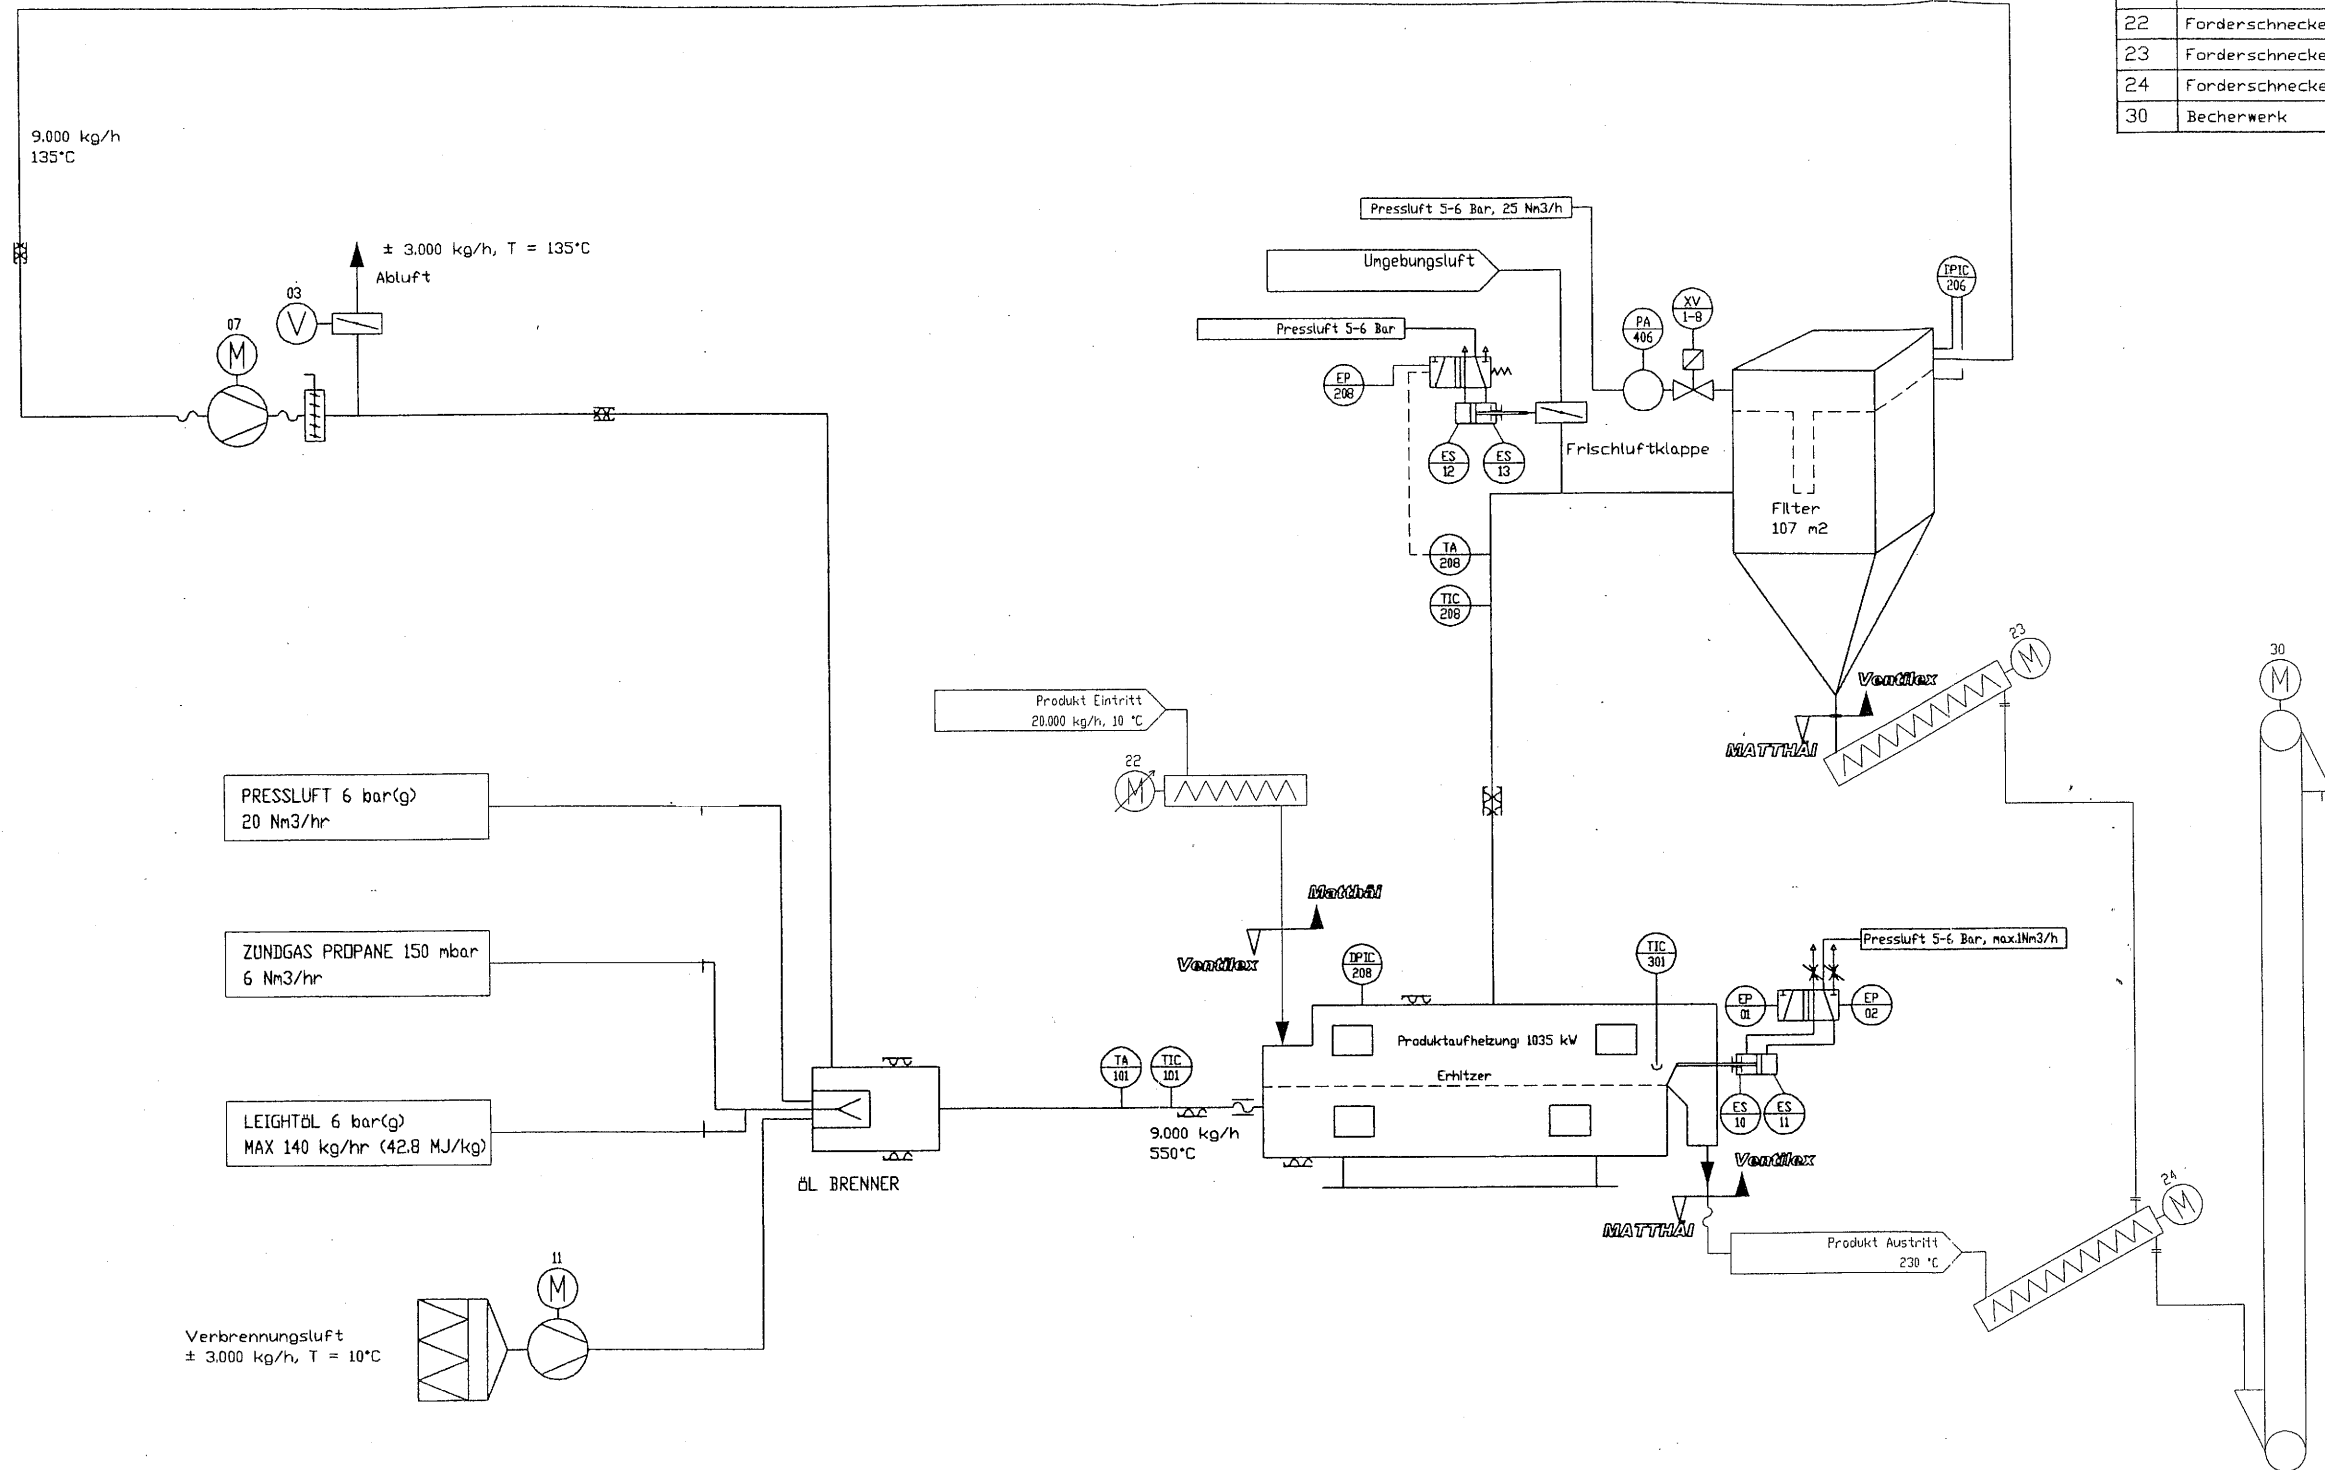 22 Forderschnecke
23 Forderschnecke
24 Forderschnecke
30 Becherwerk
9.000 kg/h
135°C
± 3.000 kg/h, T = 135°C
Abluft
03
V
07
M
Pressluft 5-6 Bar, 25 Nm3/h
Umgebungsluft
Pressluft 5-6 Bar
EP
208
ES
12
ES
13
PA
406
XV
1-8
DPIC
206
Frischluftklappe
Filter
107 m2
TA
208
TIC
208
23
M
30
M
Ventilex
MATTHÄI
Produkt Eintritt
20.000 kg/h, 10 °C
22
M
PRESSLUFT 6 bar(g)
20 Nm3/hr
Matthäi
Ventilex
ZÜNDGAS PROPANE 150 mbar
6 Nm3/hr
DPIC
208
TIC
301
Pressluft 5-6 Bar, max.1Nm3/h
EP
01
EP
02
Produktaufheizung: 1035 kW
Erhitzer
TA
101
TIC
101
ES
10
ES
11
LEIGHTÖL 6 bar(g)
MAX 140 kg/hr (42.8 MJ/kg)
9.000 kg/h
550°C
ÖL BRENNER
Ventilex
MATTHÄI
24
M
Produkt Austritt
230 °C
11
M
Verbrennungsluft
± 3.000 kg/h, T = 10°C